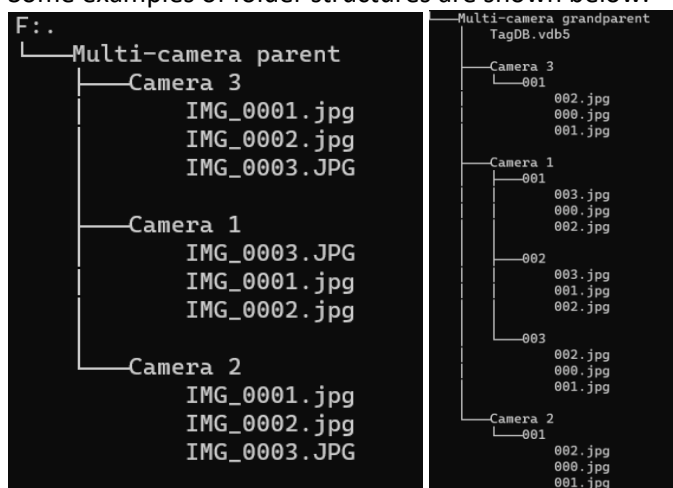 Some examples of folder structures are shown below.
F:.
Multi-camera parent
Camera 3
IMG_0001.jpg
IMG_0002.jpg
IMG_0003.JPG
Camera 1
IMG_0003.JPG
IMG_0001.jpg
IMG_0002.jpg
Camera 2
IMG_0001.jpg
IMG_0002.jpg
IMG_0003.JPG
Multi-camera grandparent
TagDB.vdb5
Camera 3
001
002.jpg
000.jpg
001.jpg
Camera 1
001
003.jpg
000.jpg
002.jpg
002
003.jpg
001.jpg
002.jpg
003
002.jpg
000.jpg
001.jpg
Camera 2
001
002.jpg
000.jpg
001.jpg